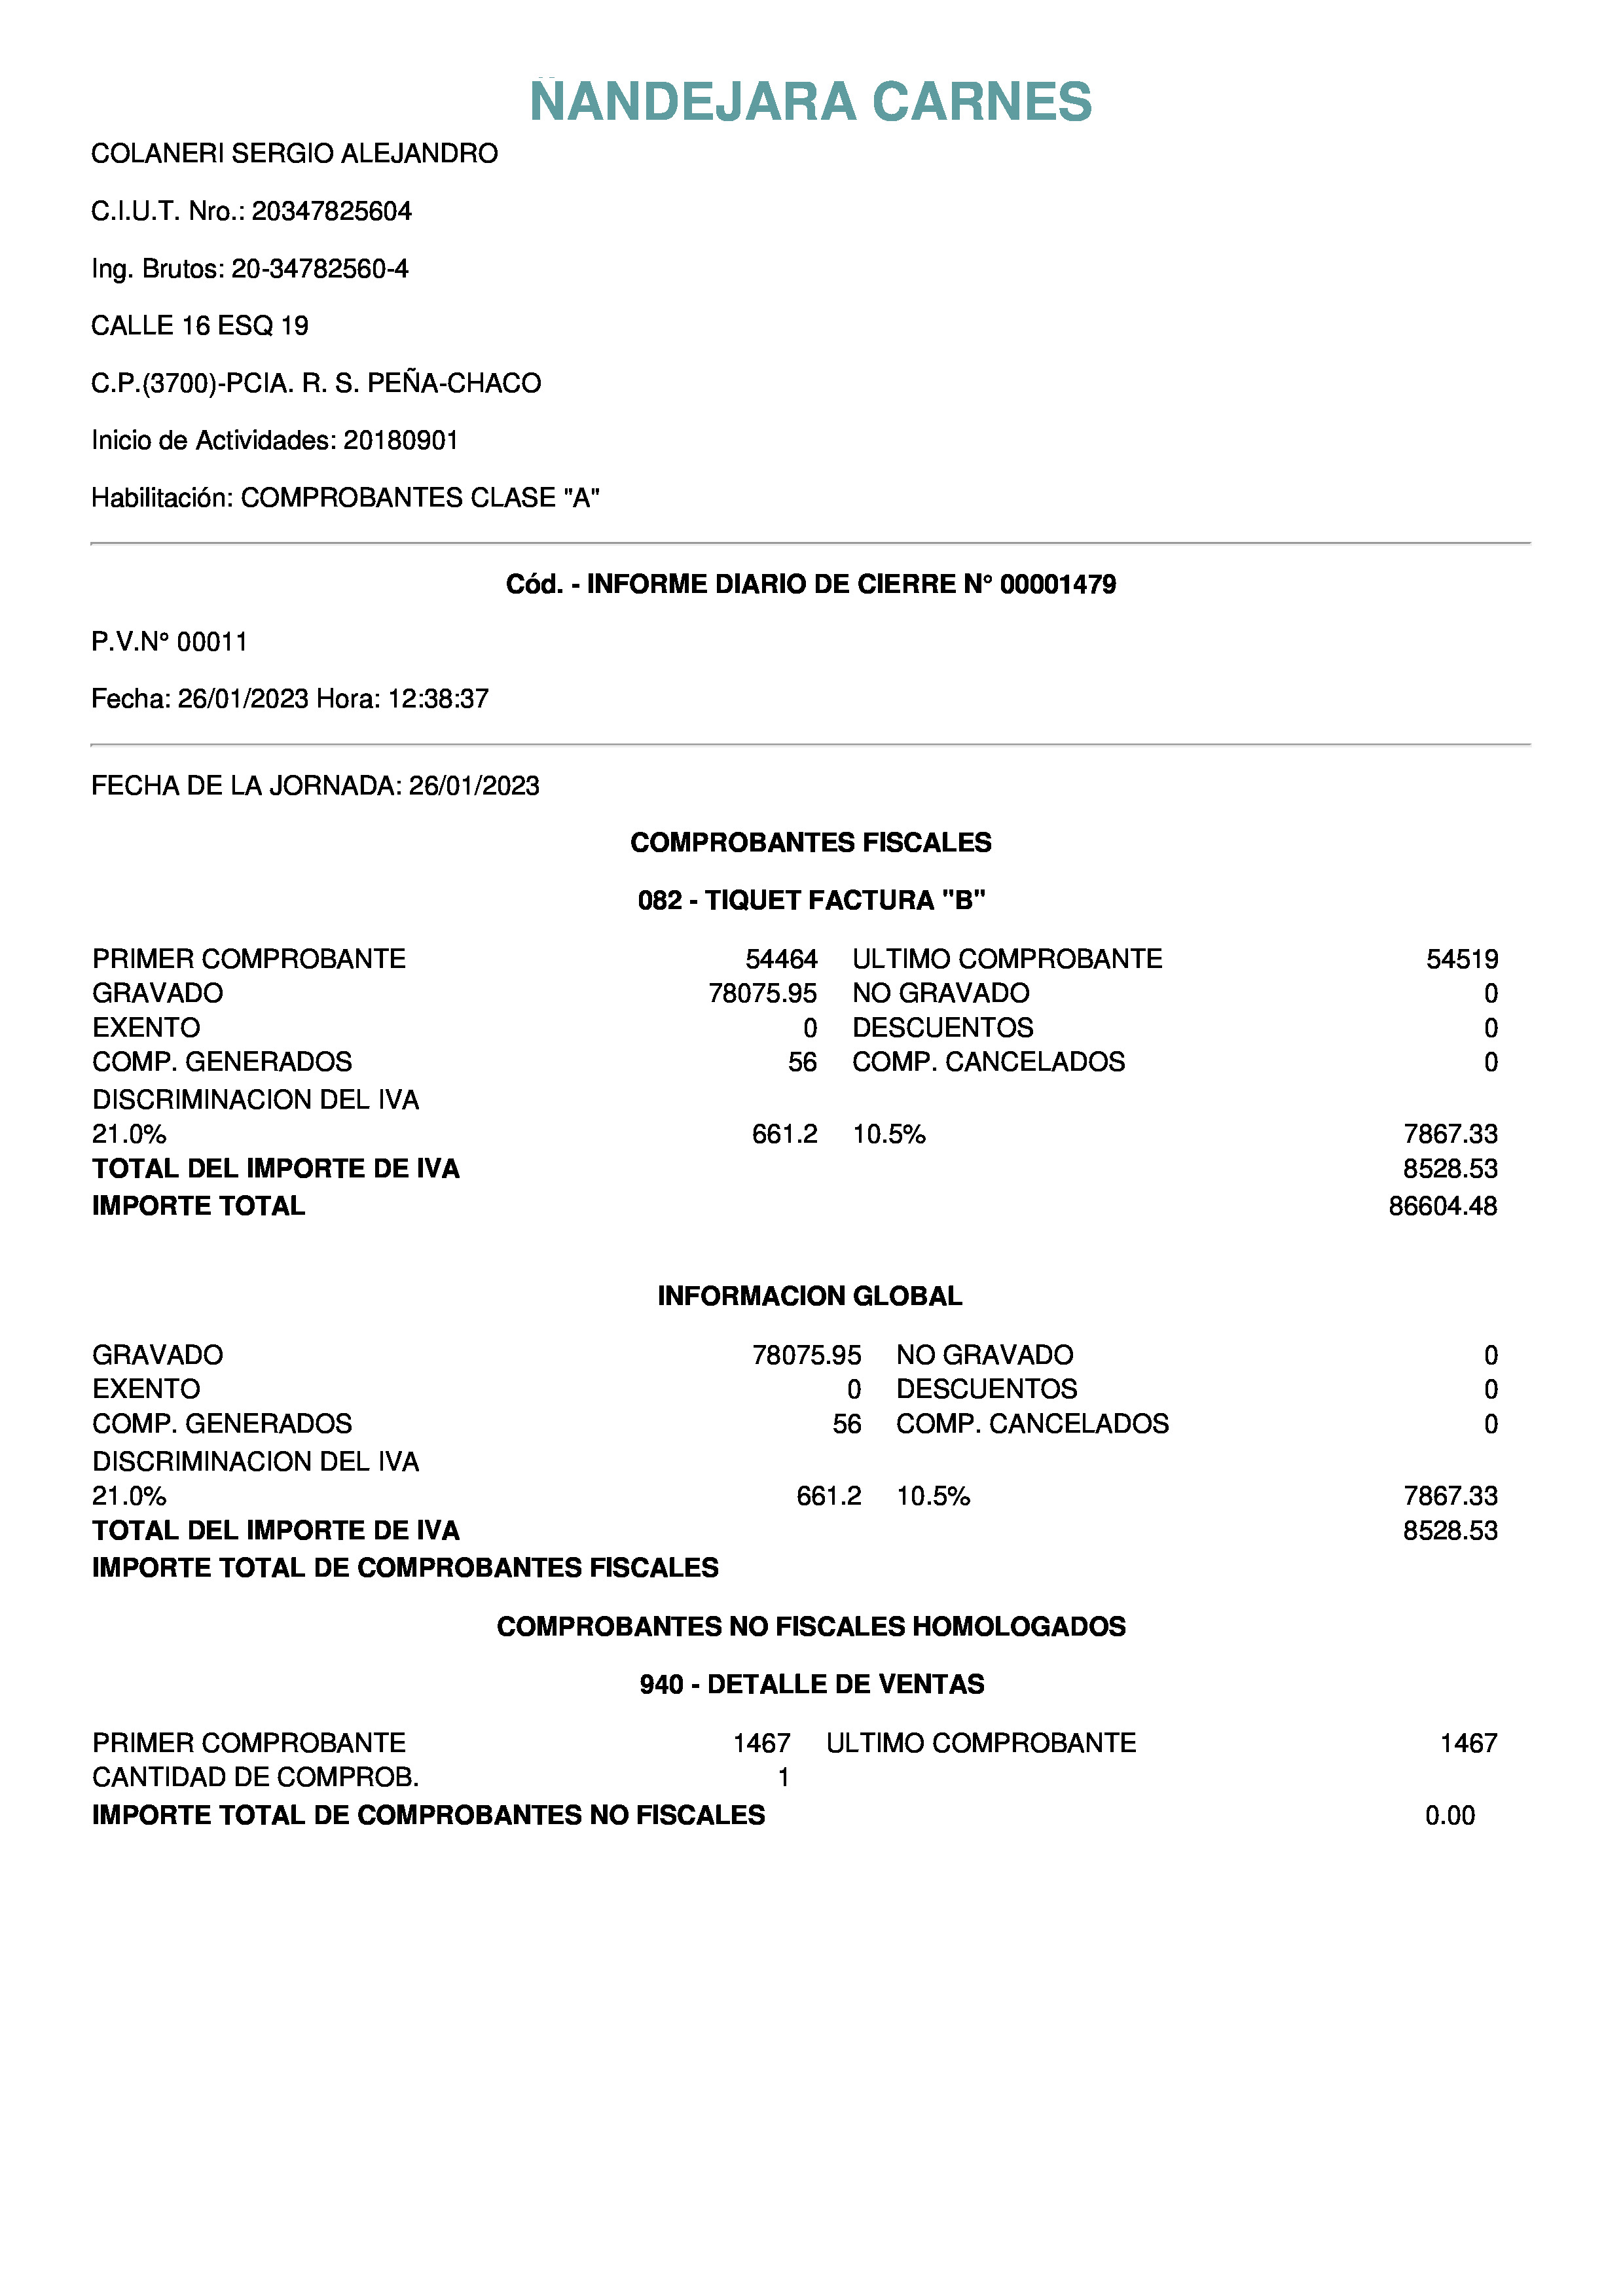 ÑANDEJARA CARNES
COLANERI SERGIO ALEJANDRO
C.I.U.T. Nro.: 20347825604
Ing. Brutos: 20-34782560-4
CALLE 16 ESQ 19
C.P.(3700)-PCIA. R. S. PEÑA-CHACO
Inicio de Actividades: 20180901
Habilitación: COMPROBANTES CLASE "A"
Cód. - INFORME DIARIO DE CIERRE N° 00001479
P.V.N° 00011
Fecha: 26/01/2023 Hora: 12:38:37
FECHA DE LA JORNADA: 26/01/2023
COMPROBANTES FISCALES
082 - TIQUET FACTURA "B"
PRIMER COMPROBANTE 54464 ULTIMO COMPROBANTE 54519
GRAVADO 78075.95 NO GRAVADO 0
EXENTO 0 DESCUENTOS 0
COMP. GENERADOS 56 COMP. CANCELADOS 0
DISCRIMINACION DEL IVA
21.0% 661.2 10.5% 7867.33
TOTAL DEL IMPORTE DE IVA 8528.53
IMPORTE TOTAL 86604.48
INFORMACION GLOBAL
GRAVADO 78075.95 NO GRAVADO 0
EXENTO 0 DESCUENTOS 0
COMP. GENERADOS 56 COMP. CANCELADOS 0
DISCRIMINACION DEL IVA
21.0% 661.2 10.5% 7867.33
TOTAL DEL IMPORTE DE IVA 8528.53
IMPORTE TOTAL DE COMPROBANTES FISCALES
COMPROBANTES NO FISCALES HOMOLOGADOS
940 - DETALLE DE VENTAS
PRIMER COMPROBANTE 1467 ULTIMO COMPROBANTE 1467
CANTIDAD DE COMPROB. 1
IMPORTE TOTAL DE COMPROBANTES NO FISCALES 0.00